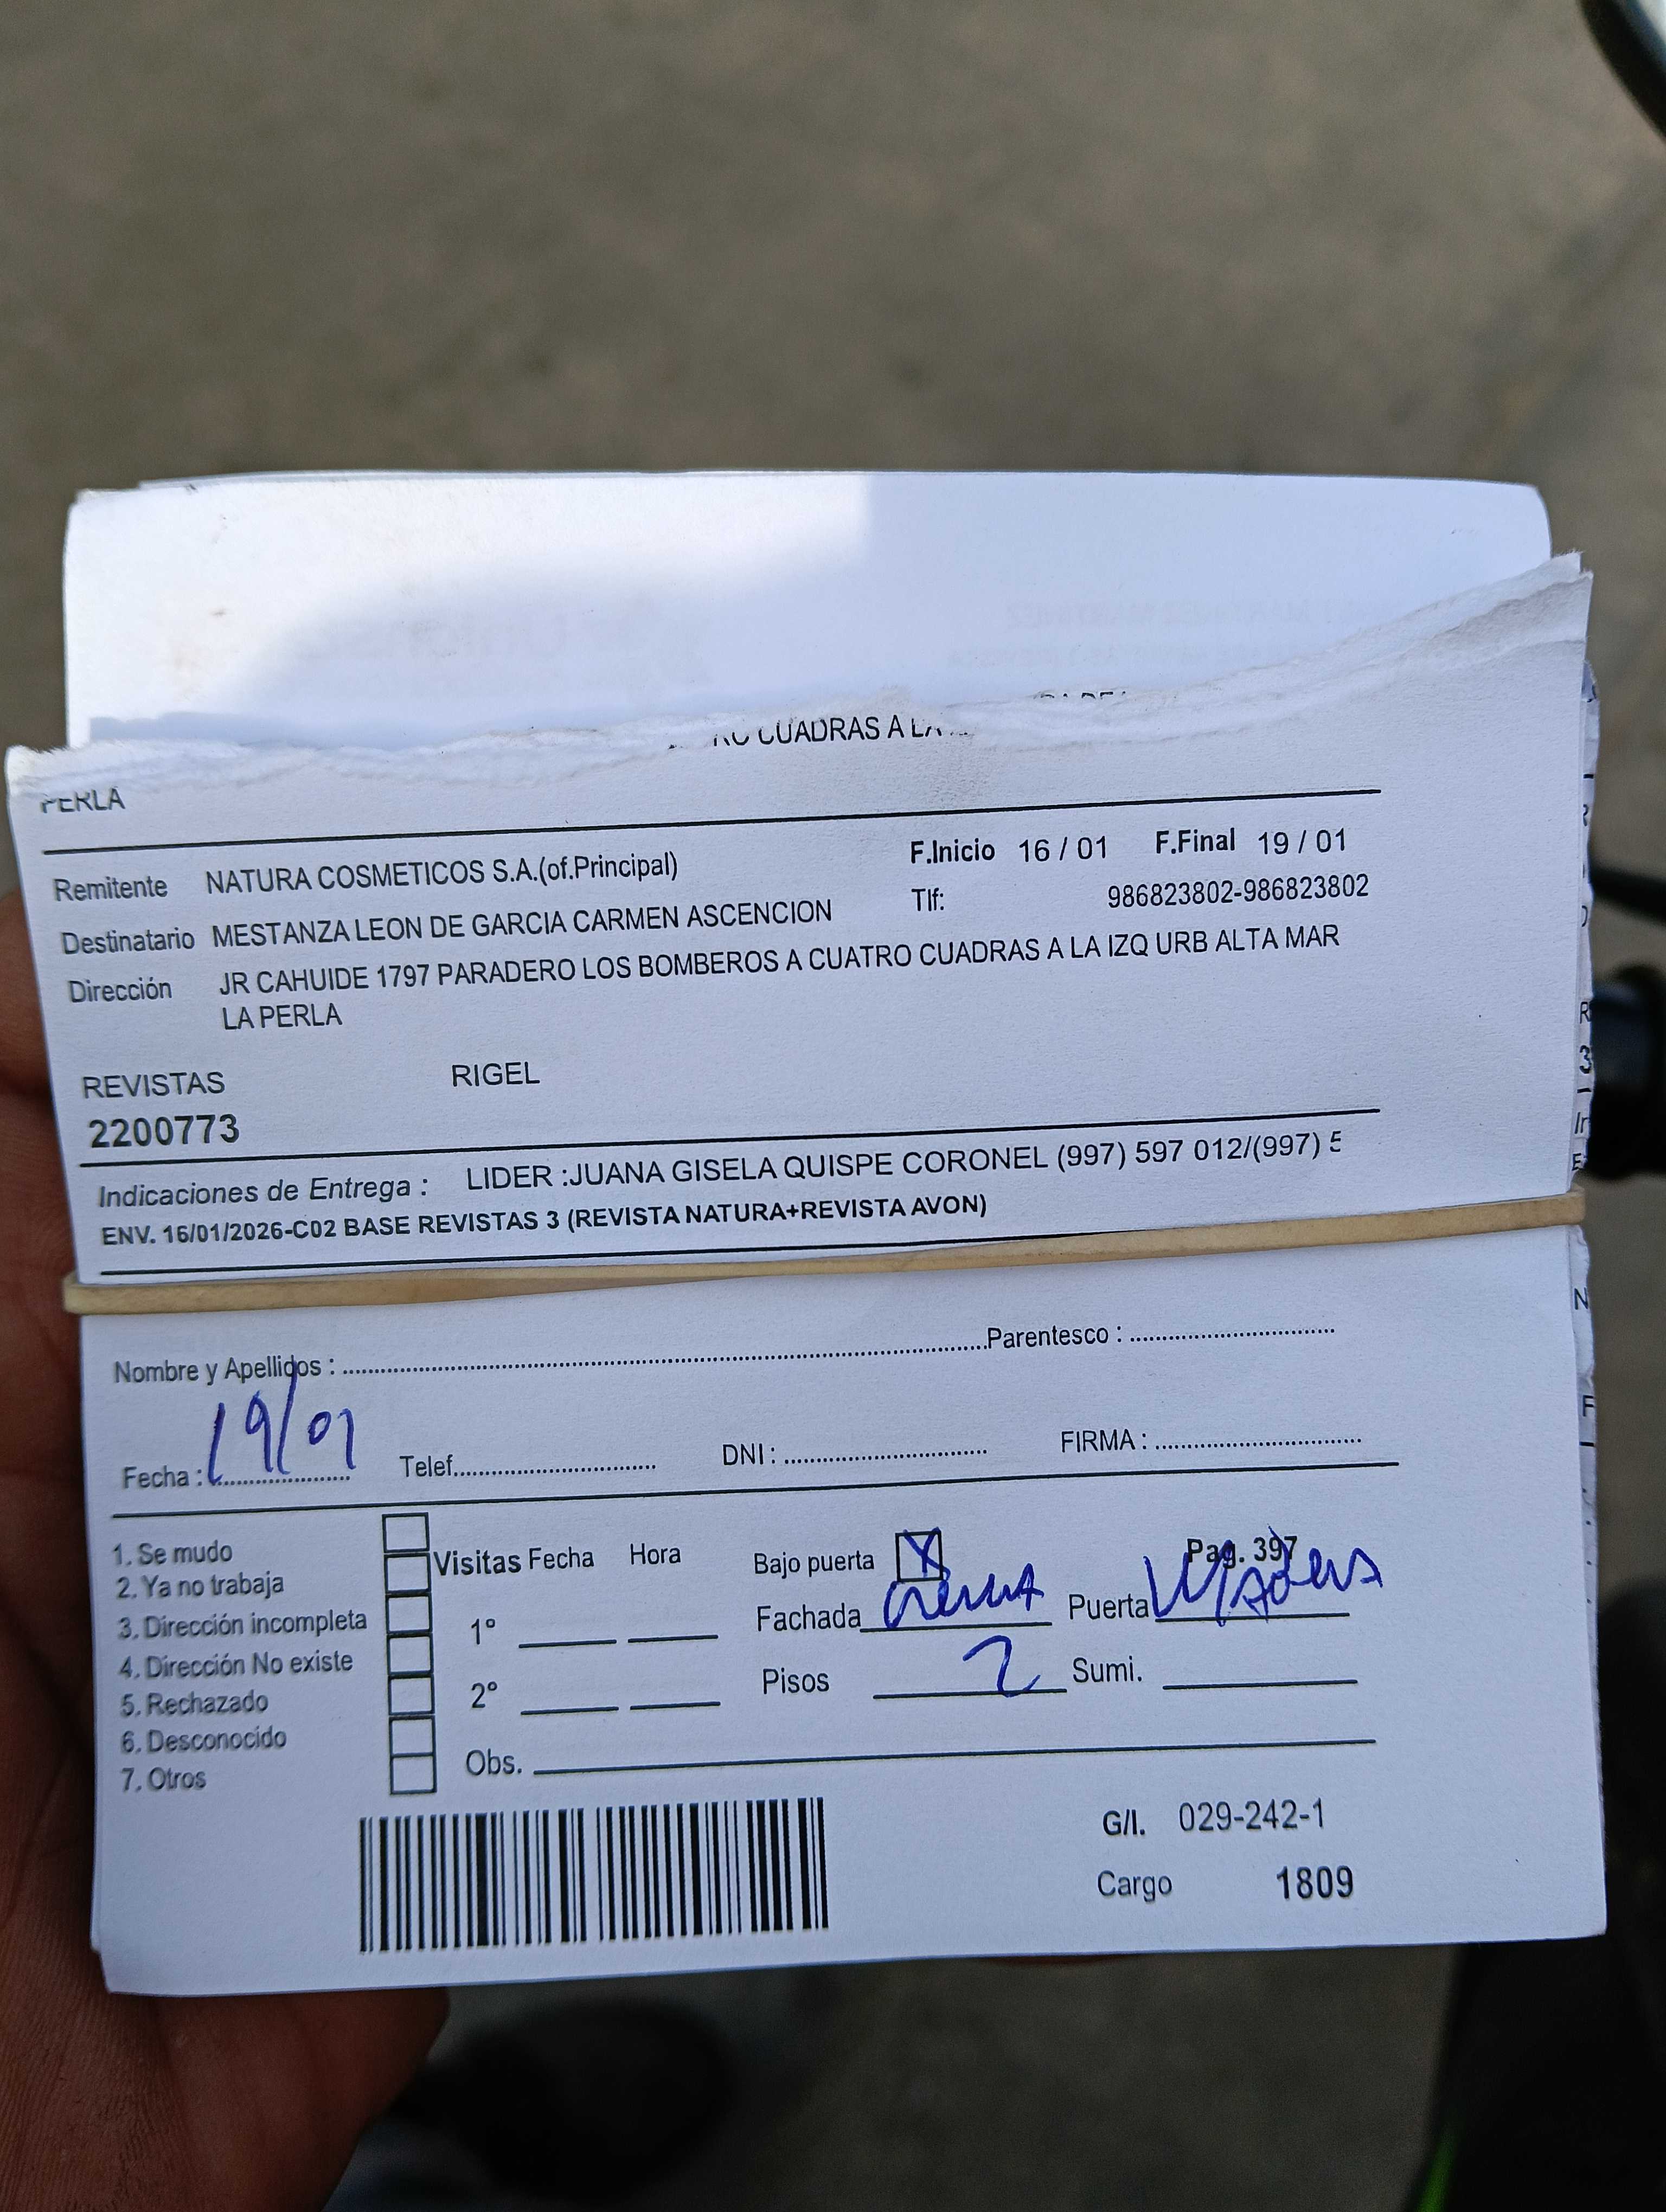 CUADRAS A LA
PERLA
Remitente NATURA COSMETICOS S.A.(of.Principal) F.Inicio 16 / 01 F.Final 19 / 01
Destinatario MESTANZA LEON DE GARCIA CARMEN ASCENCION Tlf: 986823802-986823802
Dirección JR CAHUIDE 1797 PARADERO LOS BOMBEROS A CUATRO CUADRAS A LA IZQ URB ALTA MAR
LA PERLA
REVISTAS RIGEL
2200773
Indicaciones de Entrega : LIDER :JUANA GISELA QUISPE CORONEL (997) 597 012/(997) 5
ENV. 16/01/2026-C02 BASE REVISTAS 3 (REVISTA NATURA+REVISTA AVON)
Nombre y Apellidos : Parentesco :
Fecha : 19/01 Telef. DNI : FIRMA :
1. Se mudo
2. Ya no trabaja
3. Dirección incompleta
4. Dirección No existe
5. Rechazado
6. Desconocido
7. Otros
Visitas Fecha Hora
1°
2°
Obs.
Bajo puerta X Pag. 397
Fachada Puerta
Pisos 2 Sumi.
G/I. 029-242-1
Cargo 1809